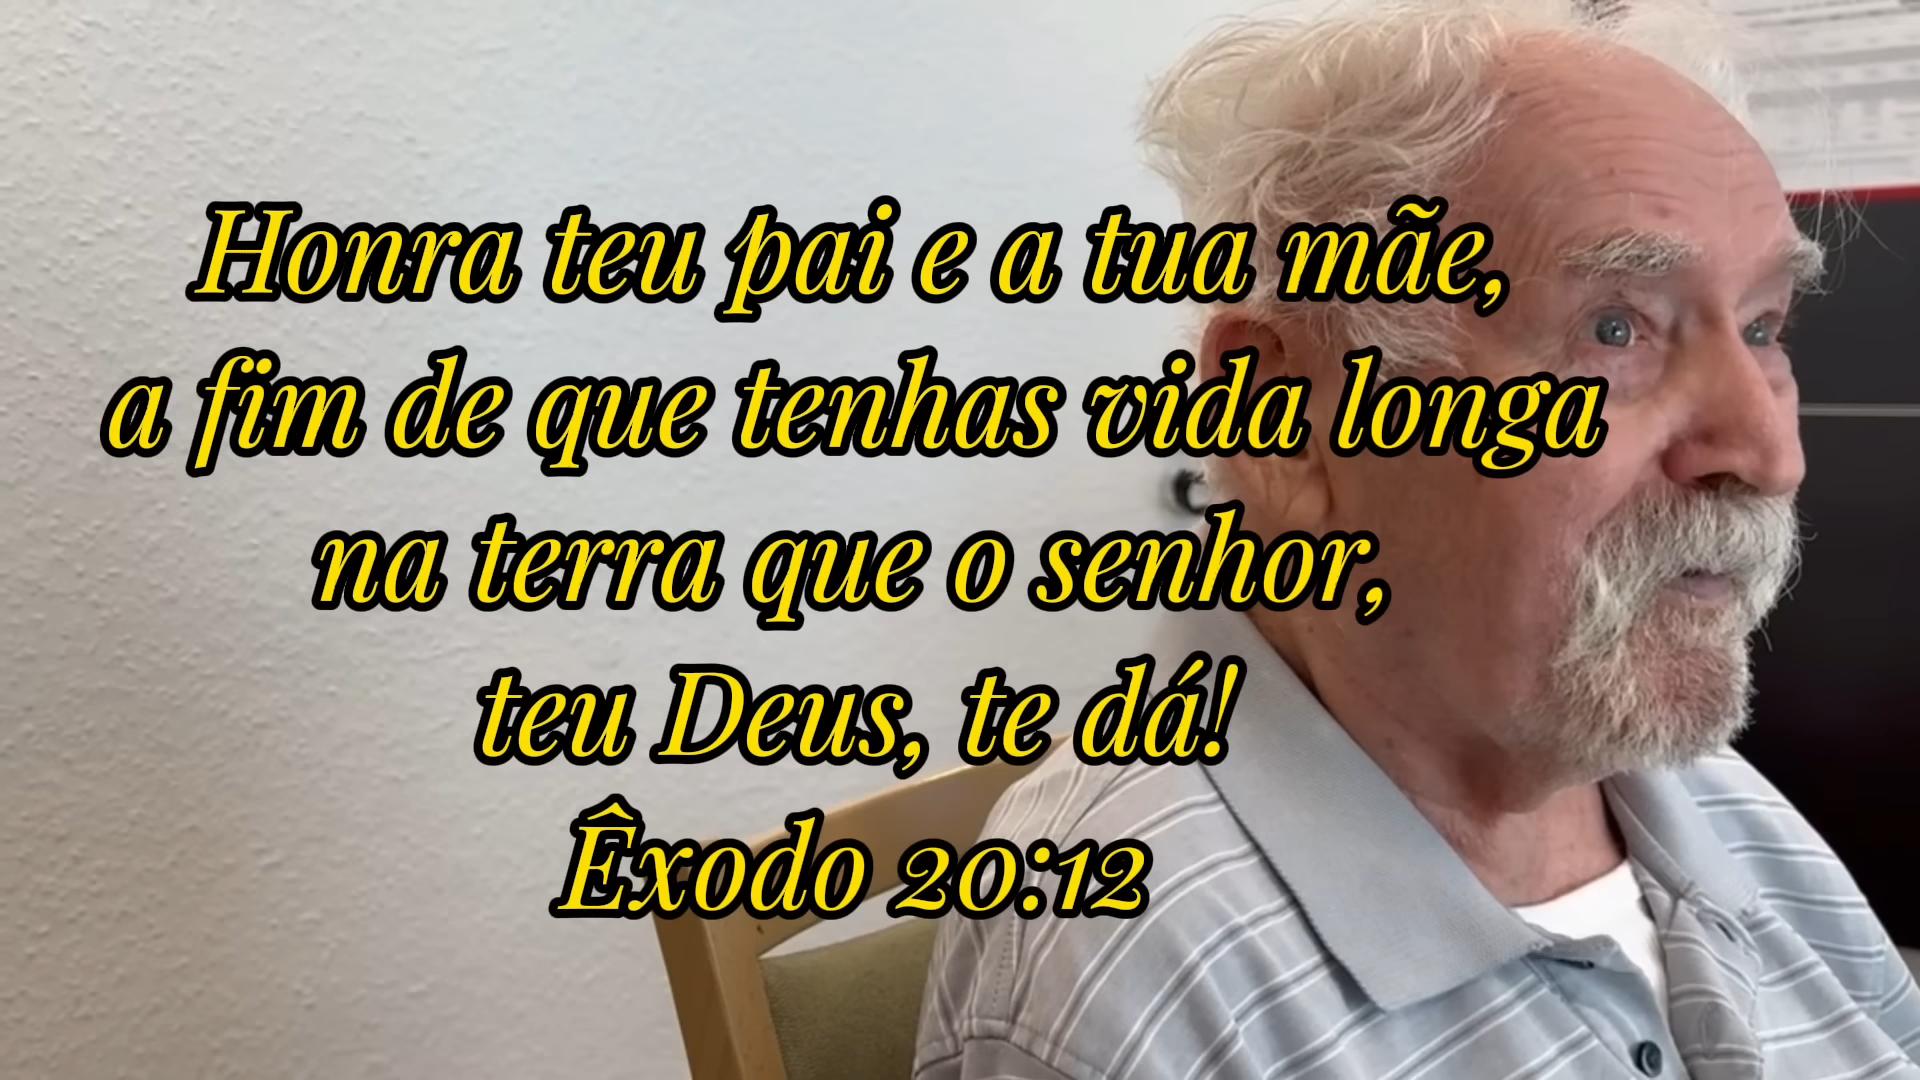 Honra teu pai e a tua mãe,
a fim de que tenhas vida longa
na terra que o senhor,
teu Deus, te dá!
Êxodo 20:12